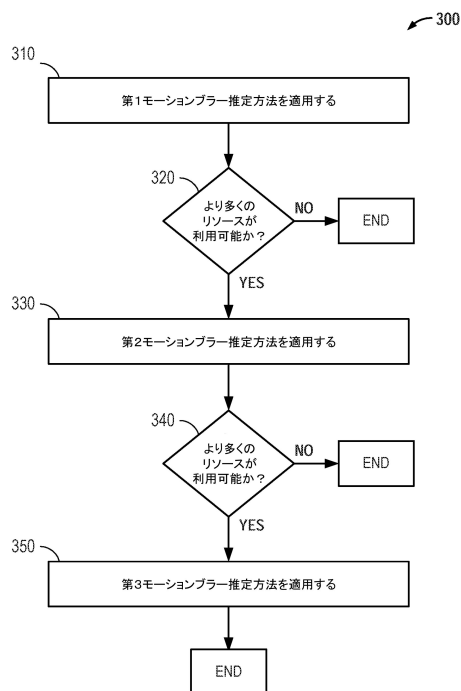 300
310
第1モーションブラー推定方法を適用する
320
より多くの
リソースが
利用可能か？
NO
END
YES
330
第2モーションブラー推定方法を適用する
340
より多くの
リソースが
利用可能か？
NO
END
YES
350
第3モーションブラー推定方法を適用する
END